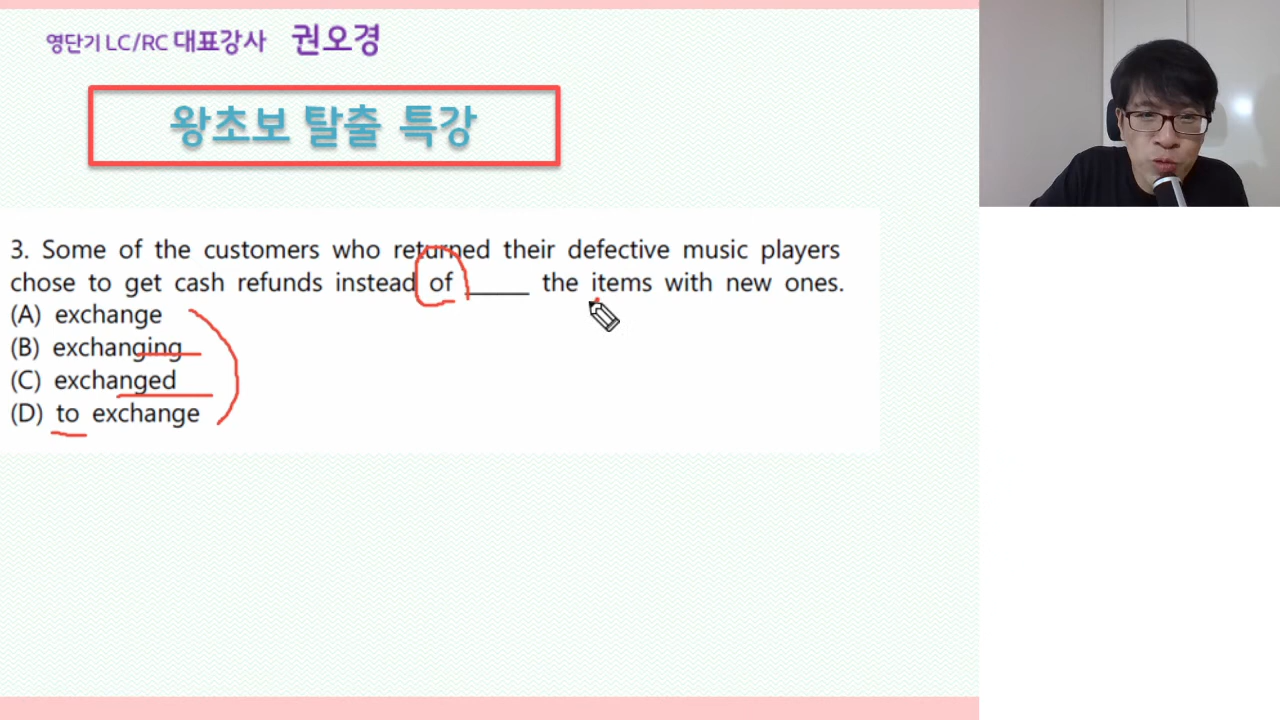 영단기 LC/RC 대표강사 권오경
왕초보 탈출 특강
3. Some of the customers who returned their defective music players
chose to get cash refunds instead of _____ the items with new ones.
(A) exchange
(B) exchanging
(C) exchanged
(D) to exchange